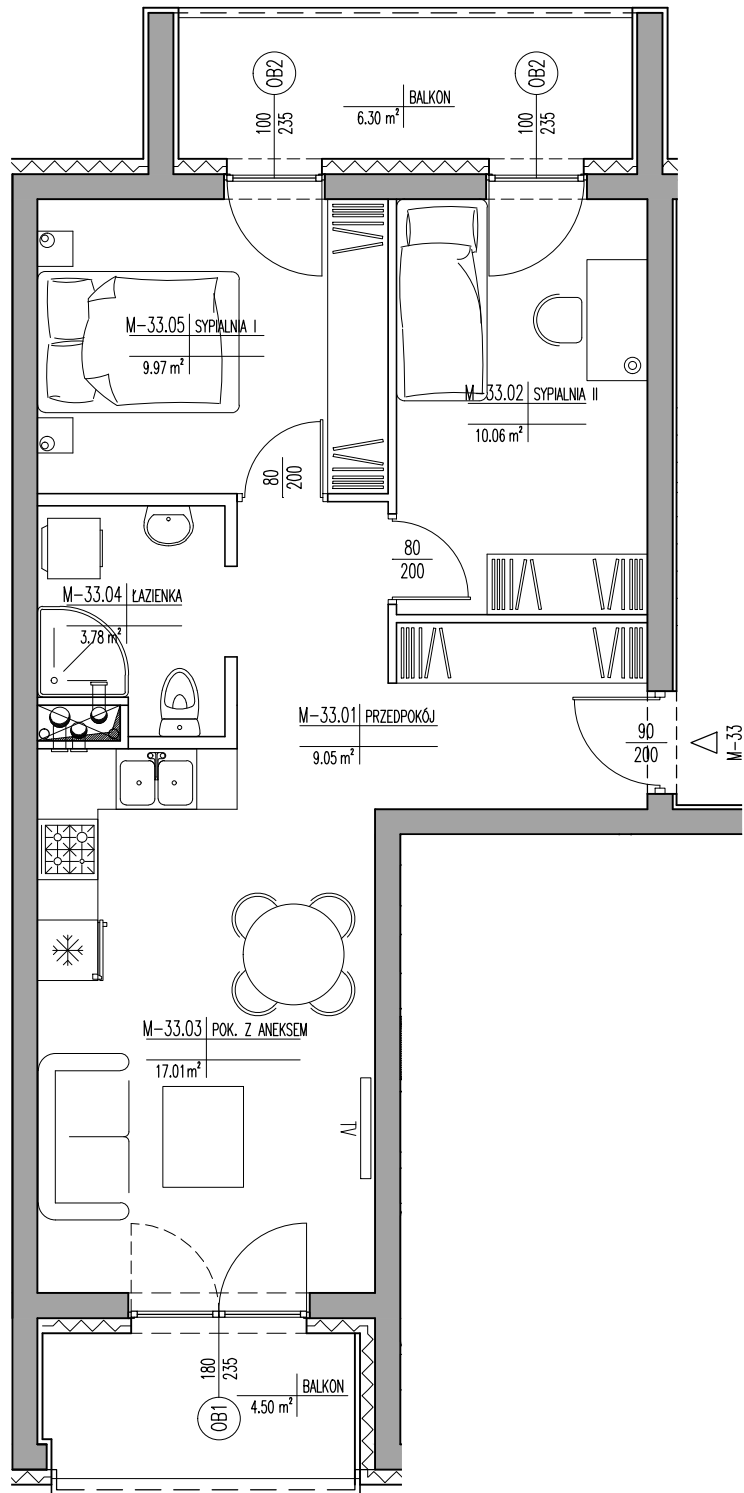 OB2
OB2
100
235
BALKON
6.30 m²
100
235
M-33.05 SYPIALNIA I
9.97 m²
M-33.02 SYPIALNIA II
10.06 m²
80
200
80
200
M-33.04 ŁAZIENKA
3.78 m²
M-33.01 PRZEDPOKÓJ
9.05 m²
90
200
M-33
M-33.03 POK. Z ANEKSEM
17.01 m²
TV
180
235
OB1
BALKON
4.50 m²